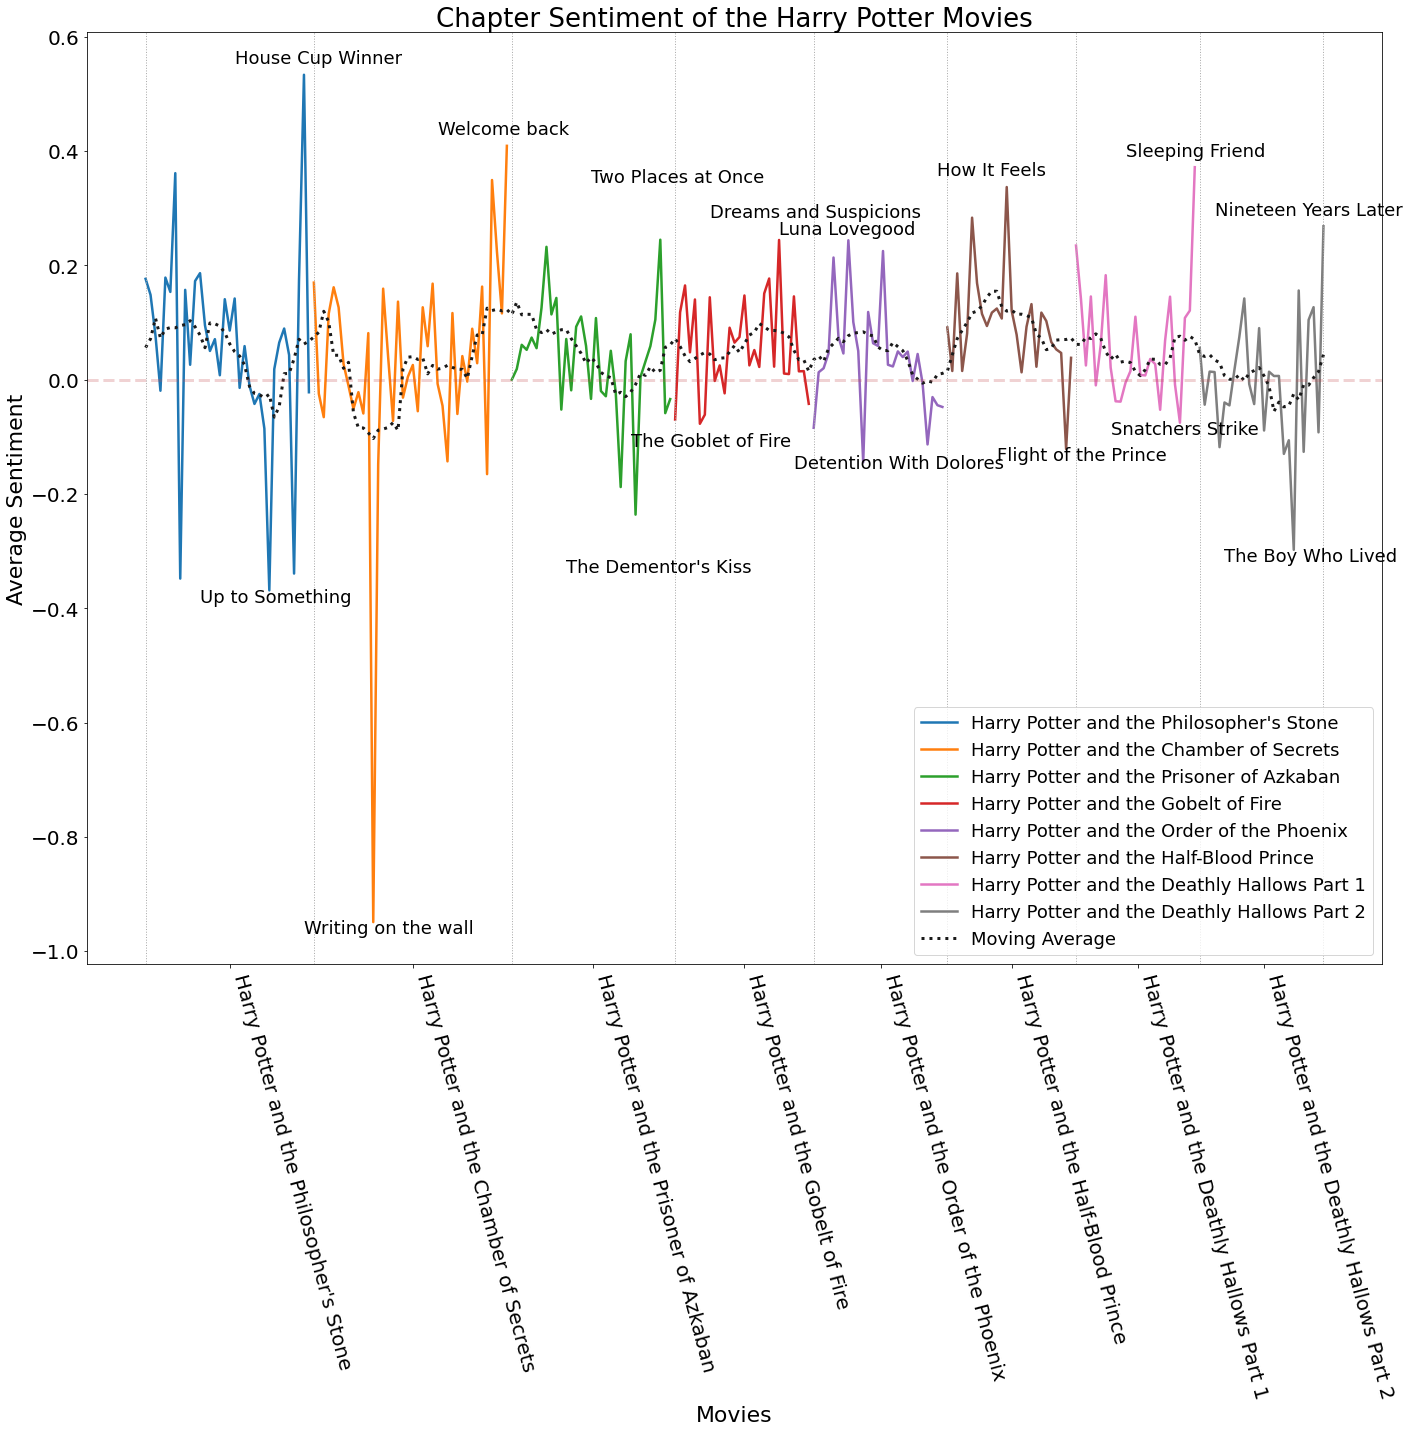 Chapter Sentiment of the Harry Potter Movies
0.6
0.4
0.2
0.0
−0.2
−0.4
−0.6
−0.8
−1.0
Average Sentiment
House Cup Winner
Welcome back
Two Places at Once
Dreams and Suspicions
Luna Lovegood
How It Feels
Sleeping Friend
Nineteen Years Later
Up to Something
Writing on the wall
The Dementor's Kiss
The Goblet of Fire
Detention With Dolores
Flight of the Prince
Snatchers Strike
The Boy Who Lived
Harry Potter and the Philosopher's Stone
Harry Potter and the Chamber of Secrets
Harry Potter and the Prisoner of Azkaban
Harry Potter and the Gobelt of Fire
Harry Potter and the Order of the Phoenix
Harry Potter and the Half-Blood Prince
Harry Potter and the Deathly Hallows Part 1
Harry Potter and the Deathly Hallows Part 2
Moving Average
Harry Potter and the Philosopher's Stone
Harry Potter and the Chamber of Secrets
Harry Potter and the Prisoner of Azkaban
Harry Potter and the Gobelt of Fire
Harry Potter and the Order of the Phoenix
Harry Potter and the Half-Blood Prince
Harry Potter and the Deathly Hallows Part 1
Harry Potter and the Deathly Hallows Part 2
Movies